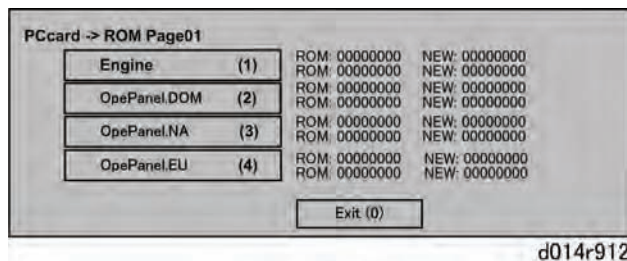 PCcard -> ROM Page01
Engine (1) ROM: 00000000 NEW: 00000000
ROM: 00000000 NEW: 00000000
OpePanel.DOM (2) ROM: 00000000 NEW: 00000000
ROM: 00000000 NEW: 00000000
OpePanel.NA (3) ROM: 00000000 NEW: 00000000
ROM: 00000000 NEW: 00000000
OpePanel.EU (4) ROM: 00000000 NEW: 00000000
ROM: 00000000 NEW: 00000000
Exit (0)
d014r912